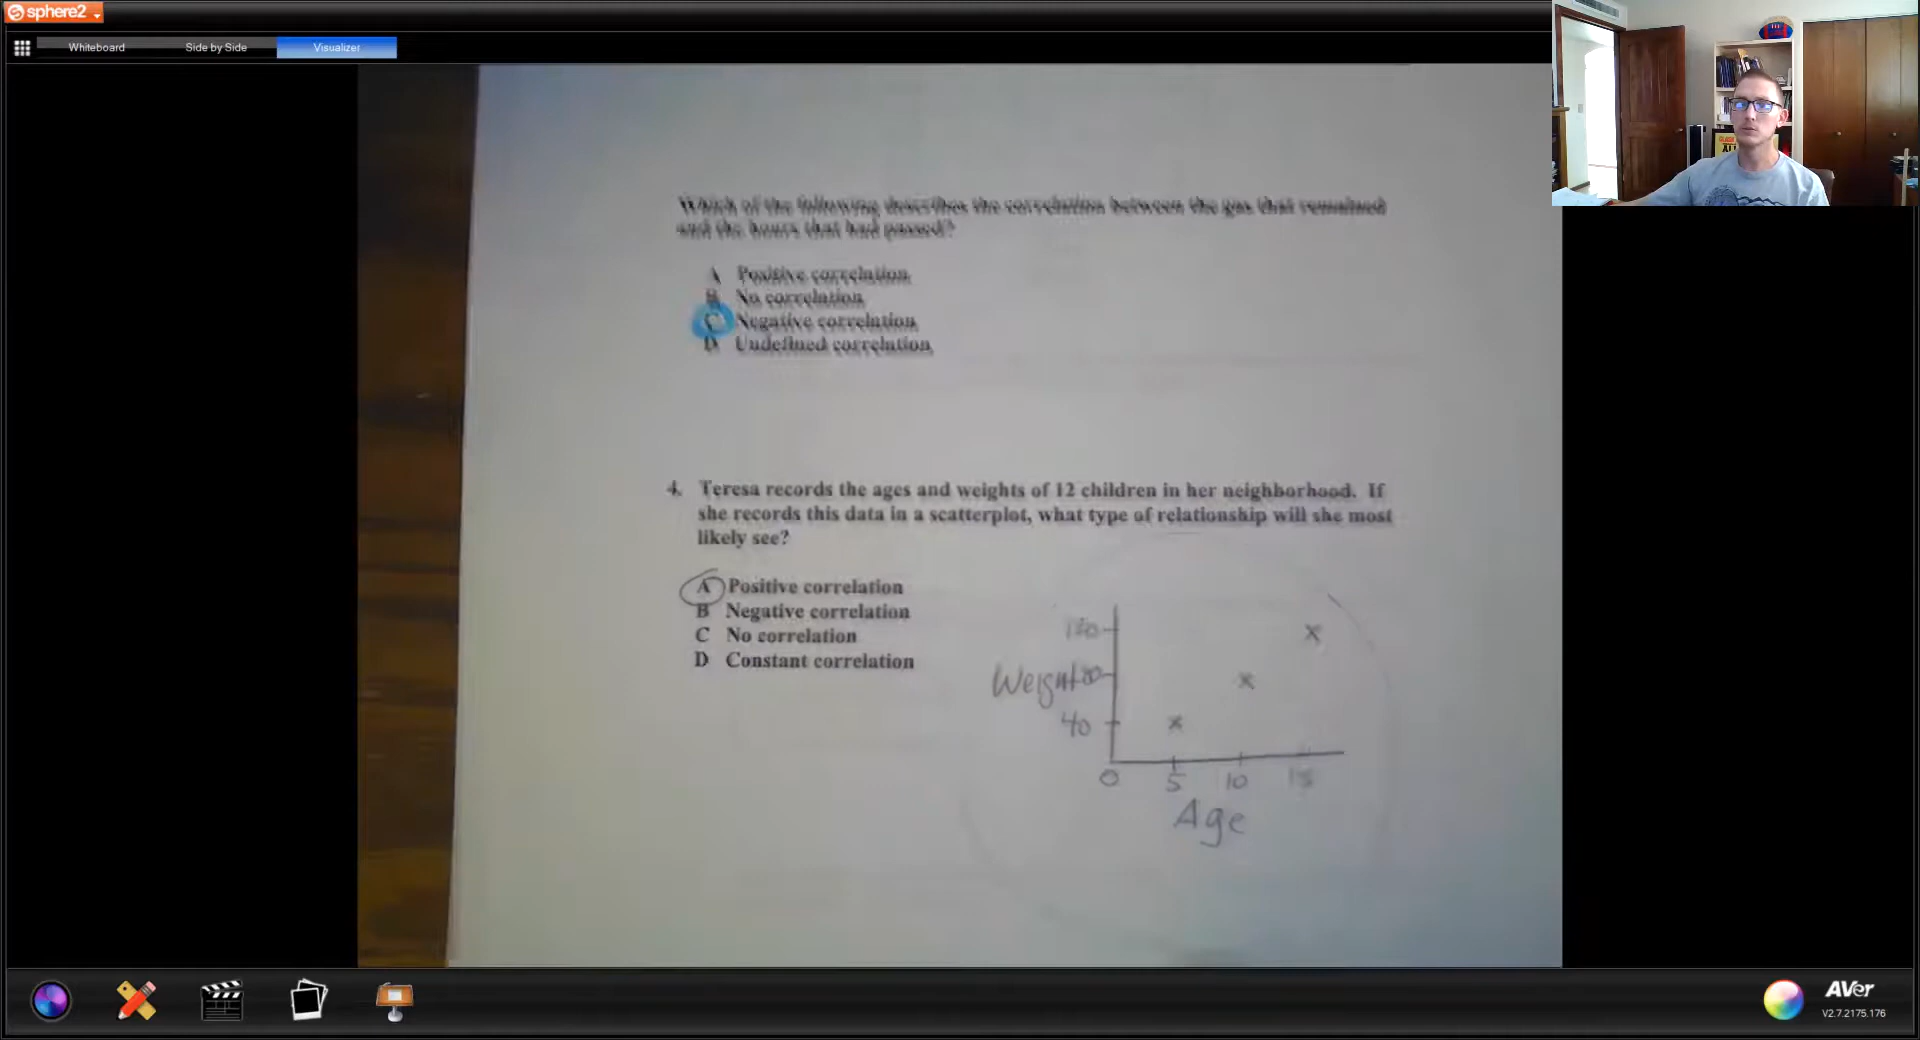 sphere2
Whiteboard Side by Side Visualizer
Which of the following describes the correlation between the gas that remained
and the hours that had passed?
A Positive correlation
B No correlation
C Negative correlation
D Undefined correlation
4. Teresa records the ages and weights of 12 children in her neighborhood. If
she records this data in a scatterplot, what type of relationship will she most
likely see?
A Positive correlation
B Negative correlation
C No correlation
D Constant correlation
Weight
40
0 5 10 15
Age
AVer
V2.7.2175.176